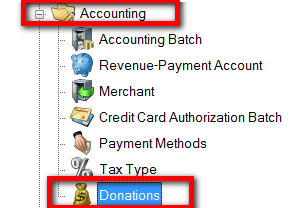 Accounting
Accounting Batch
Revenue-Payment Account
Merchant
Credit Card Authorization Batch
Payment Methods
Tax Type
Donations